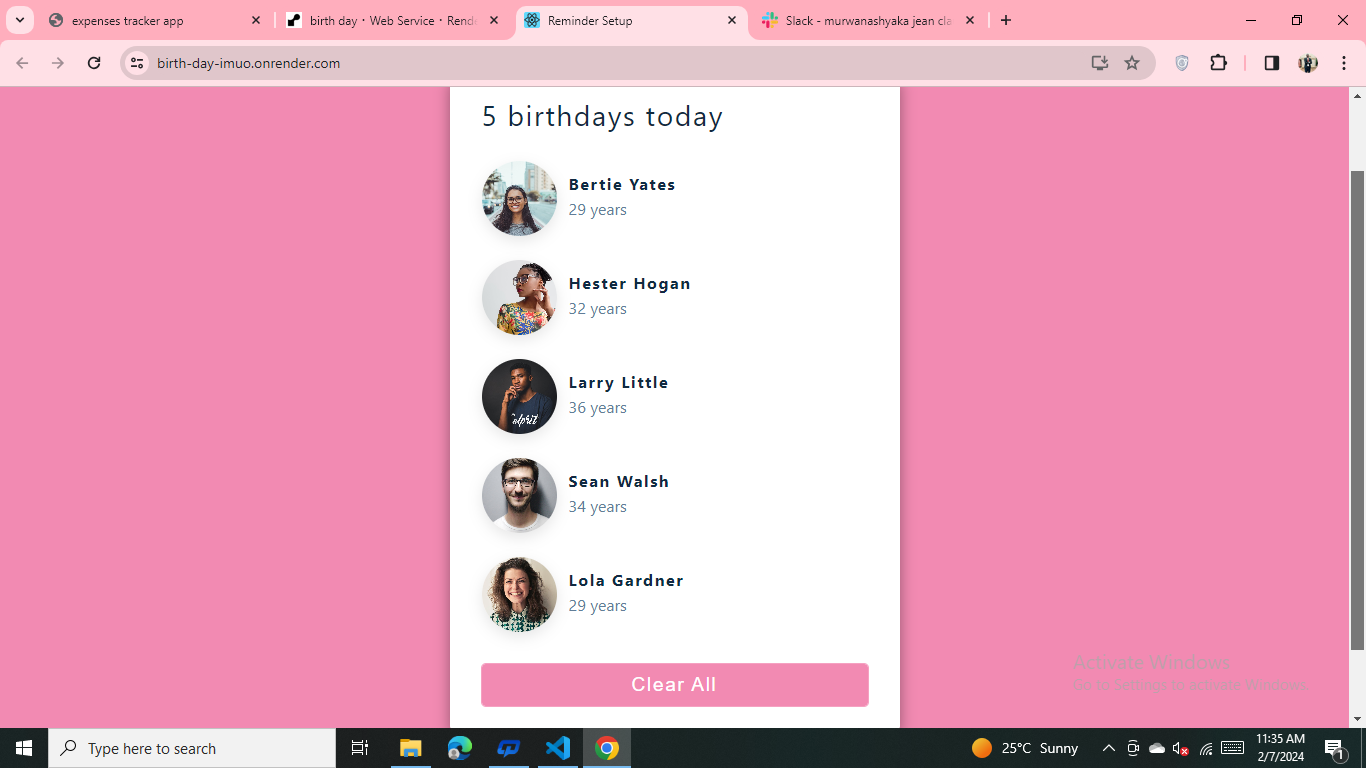 expenses tracker app
birth day · Web Service · Rende
Reminder Setup
Slack - murwanashyaka jean cla
birth-day-imuo.onrender.com
5 birthdays today
Bertie Yates
29 years
Hester Hogan
32 years
Larry Little
36 years
Sean Walsh
34 years
Lola Gardner
29 years
Clear All
Activate Windows
Go to Settings to activate Windows.
Type here to search
25°C Sunny
11:35 AM
2/7/2024
1